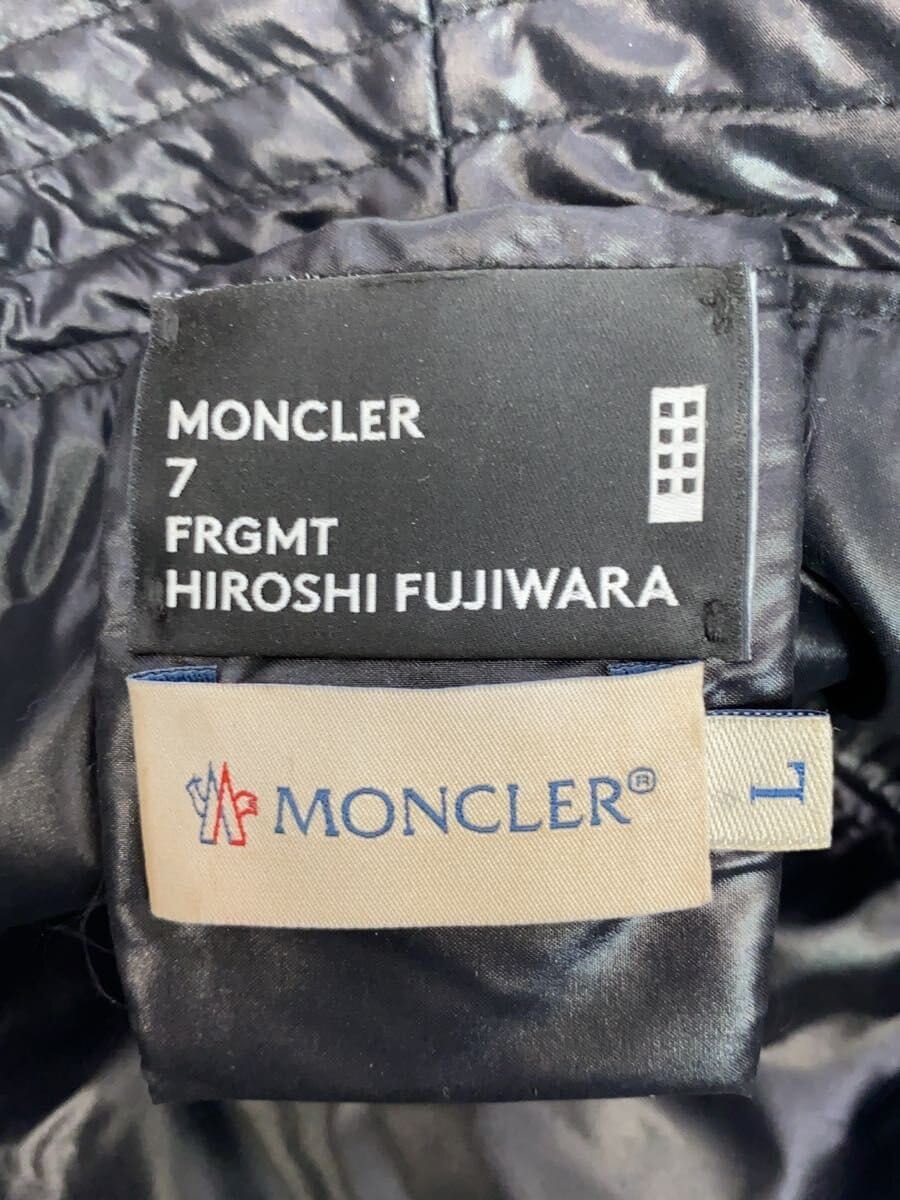 MONCLER
7
FRGMT
HIROSHI FUJIWARA
MONCLER®
L